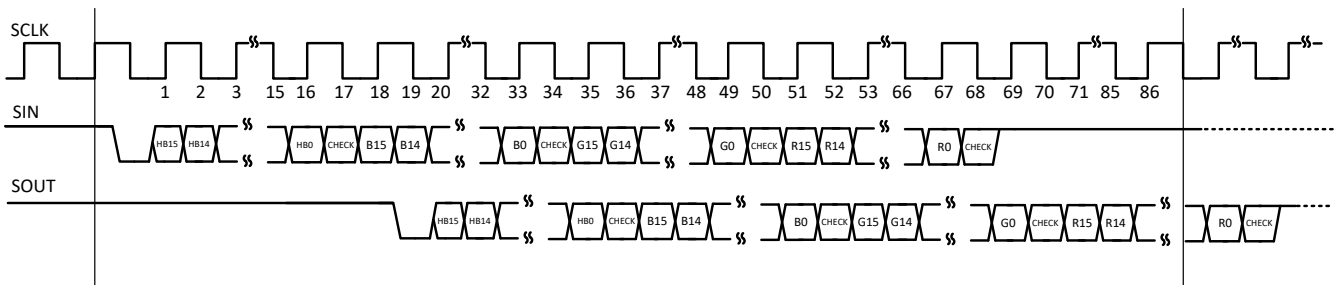 SCLK
1 2 3 15 16 17 18 19 20 32 33 34 35 36 37 48 49 50 51 52 53 66 67 68 69 70 71 85 86
SIN
HB15 HB14 HB0 CHECK B15 B14 B0 CHECK G15 G14 G0 CHECK R15 R14 R0 CHECK
SOUT
HB15 HB14 HB0 CHECK B15 B14 B0 CHECK G15 G14 G0 CHECK R15 R14 R0 CHECK